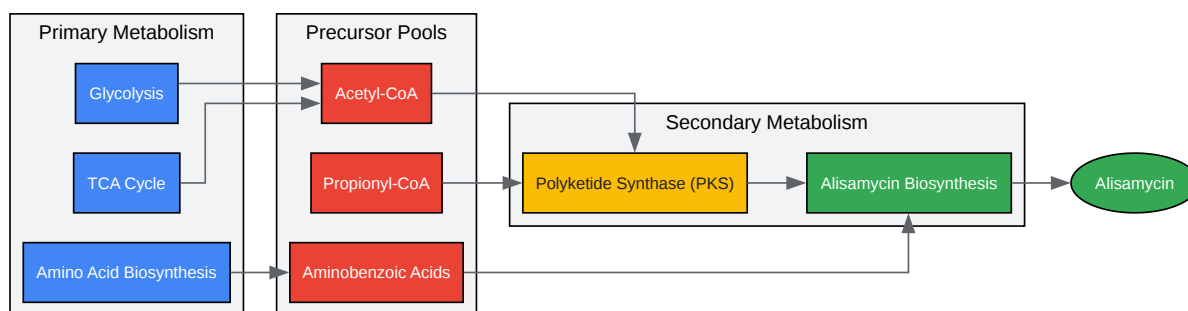 Primary Metabolism
Glycolysis
TCA Cycle
Amino Acid Biosynthesis
Precursor Pools
Acetyl-CoA
Propionyl-CoA
Aminobenzoic Acids
Secondary Metabolism
Polyketide Synthase (PKS)
Alisamycin Biosynthesis
Alisamycin